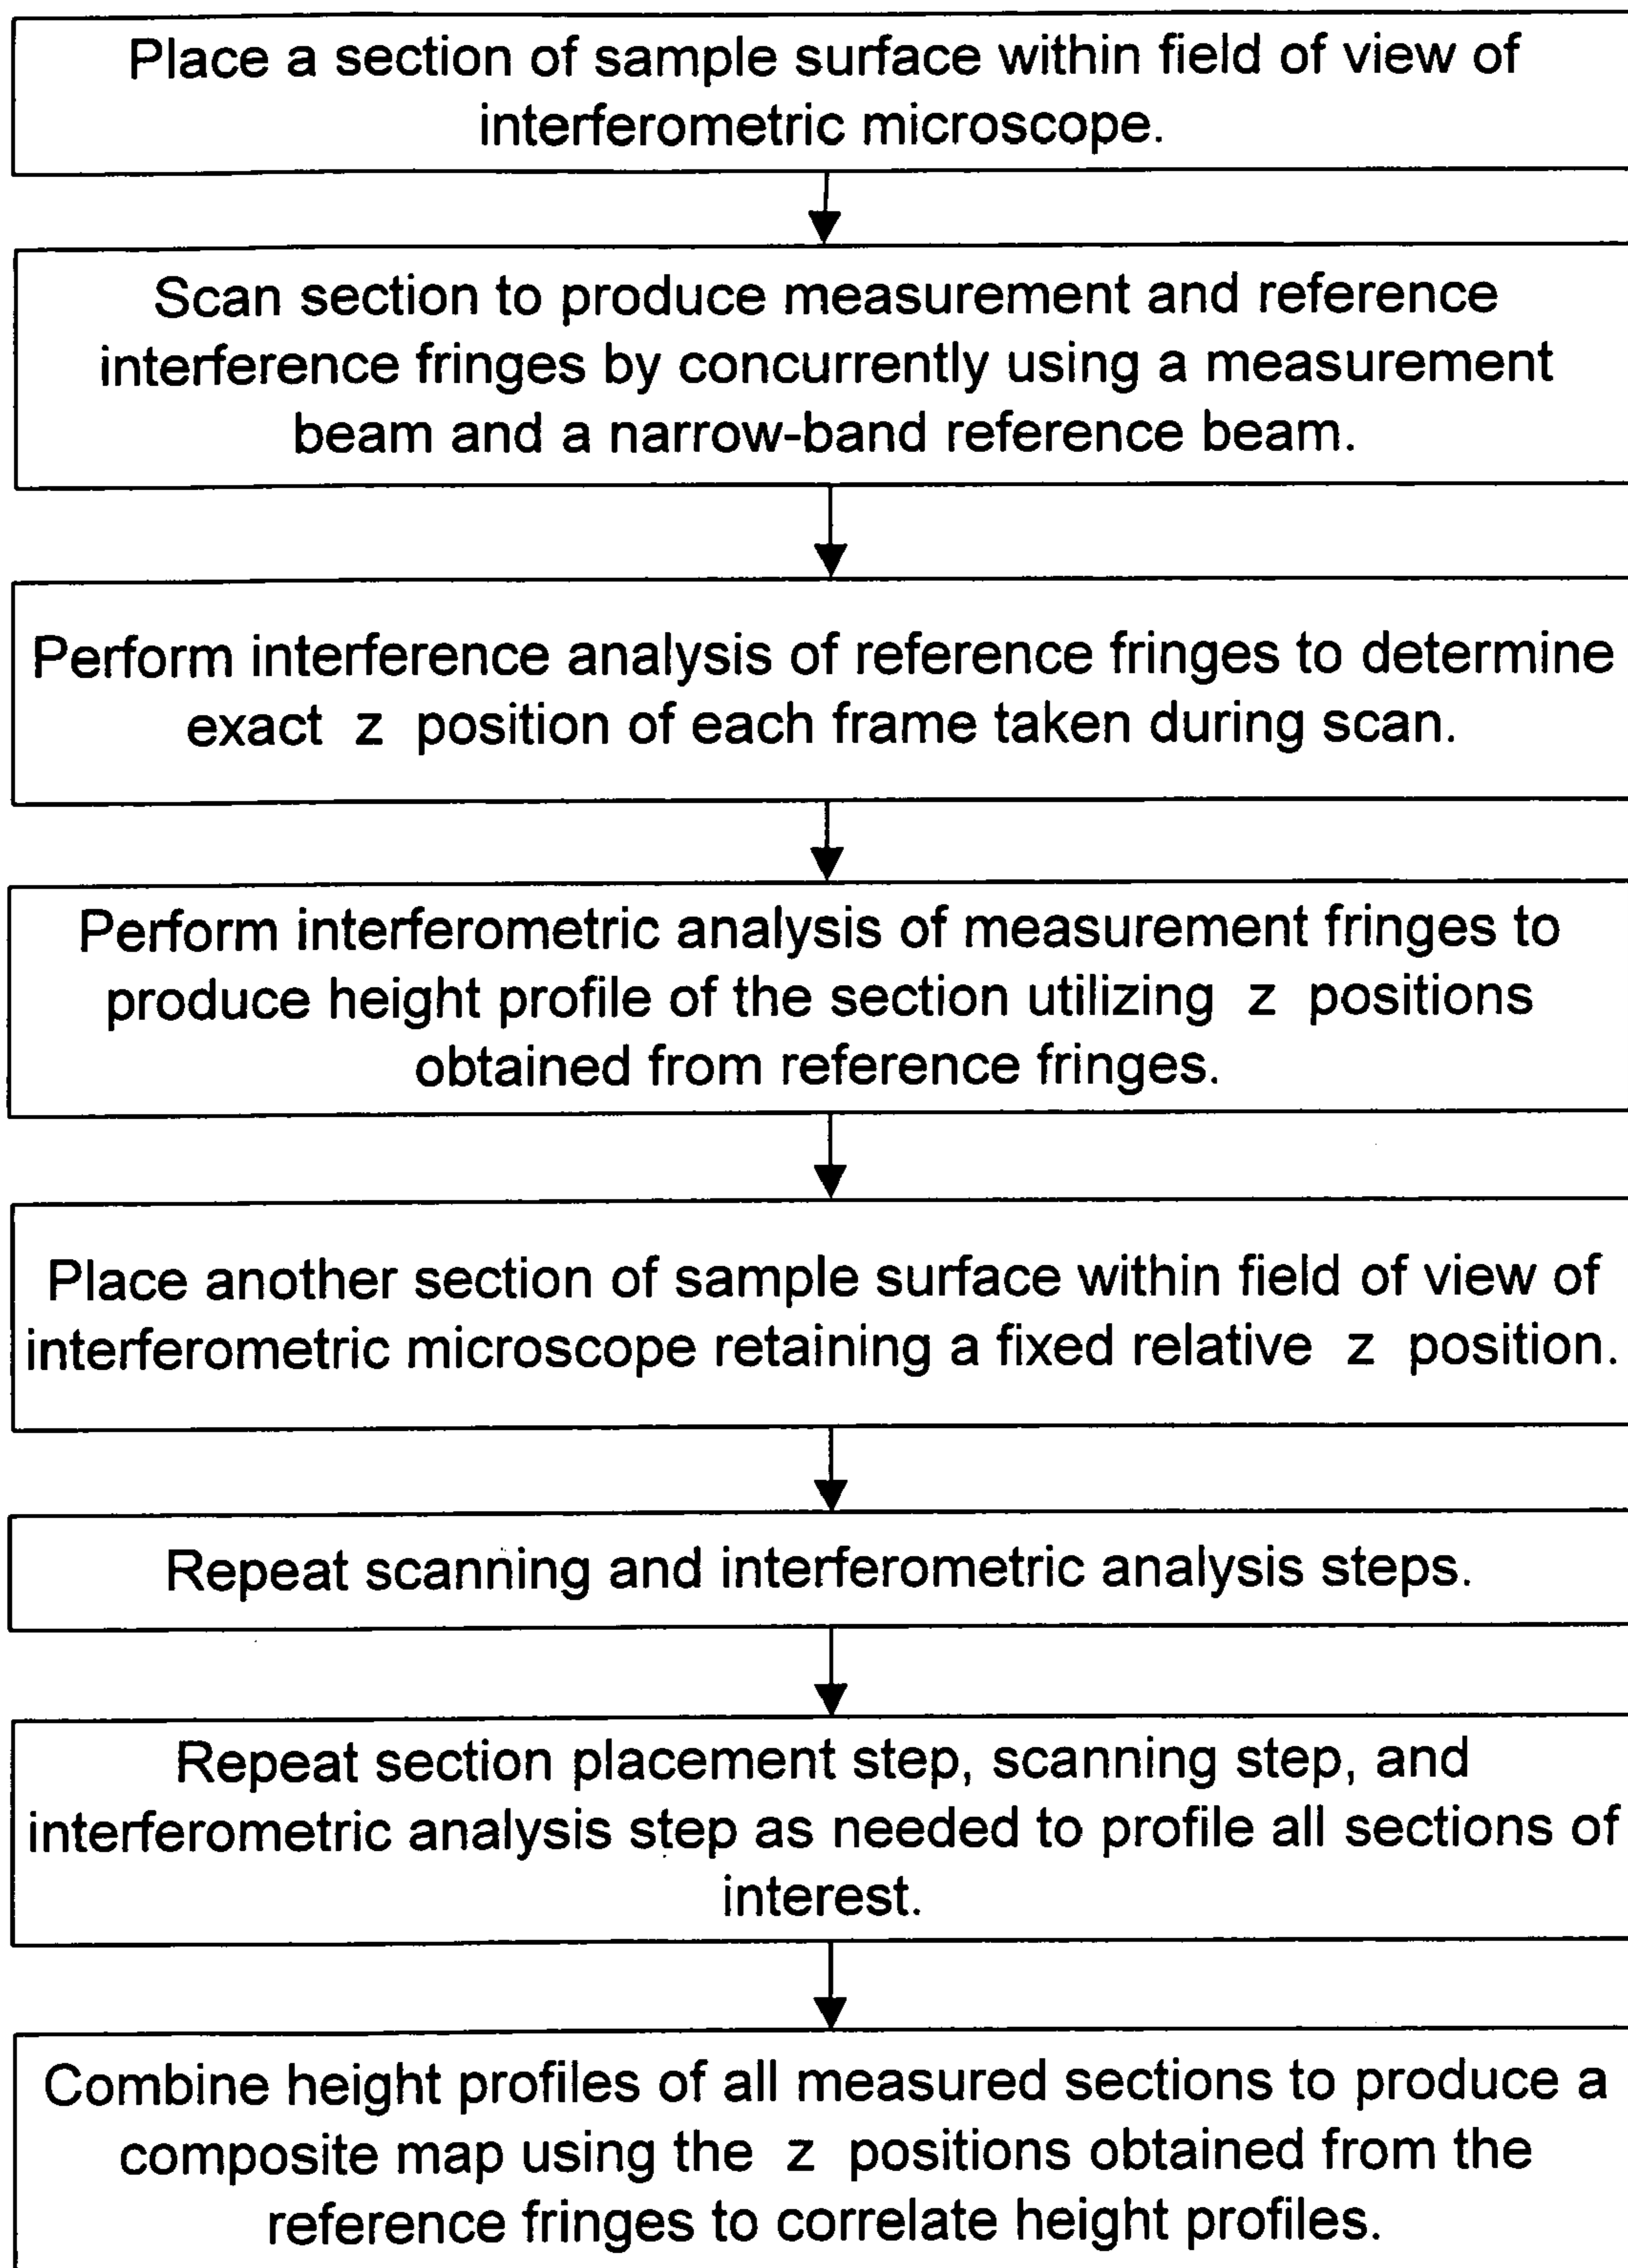 Place a section of sample surface within field of view of
interferometric microscope.
Scan section to produce measurement and reference
interference fringes by concurrently using a measurement
beam and a narrow-band reference beam.
Perform interference analysis of reference fringes to determine
exact z position of each frame taken during scan.
Perform interferometric analysis of measurement fringes to
produce height profile of the section utilizing z positions
obtained from reference fringes.
Place another section of sample surface within field of view of
interferometric microscope retaining a fixed relative z position.
Repeat scanning and interferometric analysis steps.
Repeat section placement step, scanning step, and
interferometric analysis step as needed to profile all sections of
interest.
Combine height profiles of all measured sections to produce a
composite map using the z positions obtained from the
reference fringes to correlate height profiles.